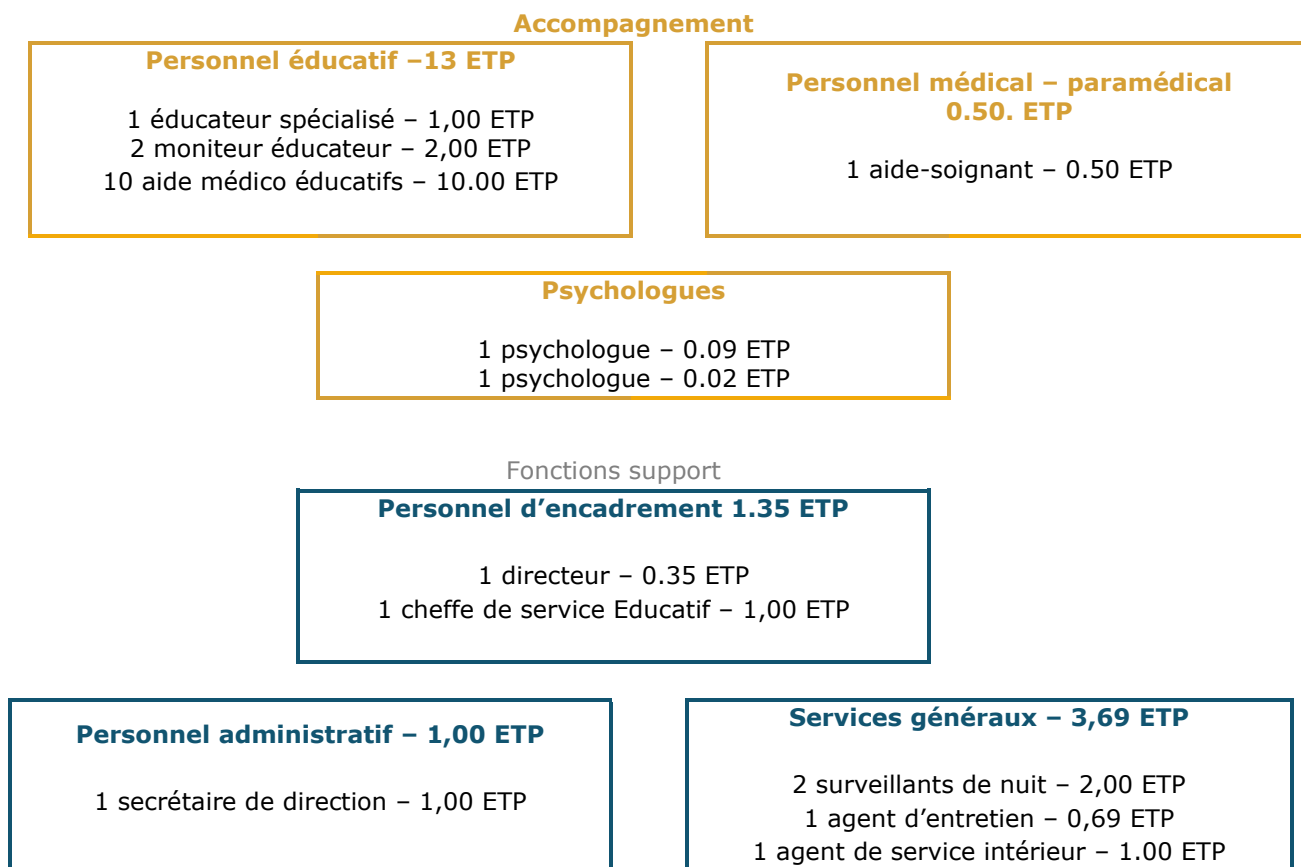 Accompagnement
Personnel éducatif –13 ETP
1 éducateur spécialisé – 1,00 ETP
2 moniteur éducateur – 2,00 ETP
10 aide médico éducatifs – 10.00 ETP
Personnel médical – paramédical
0.50. ETP
1 aide-soignant – 0.50 ETP
Psychologues
1 psychologue – 0.09 ETP
1 psychologue – 0.02 ETP
Fonctions support
Personnel d’encadrement 1.35 ETP
1 directeur – 0.35 ETP
1 cheffe de service Educatif – 1,00 ETP
Personnel administratif – 1,00 ETP
1 secrétaire de direction – 1,00 ETP
Services généraux – 3,69 ETP
2 surveillants de nuit – 2,00 ETP
1 agent d’entretien – 0,69 ETP
1 agent de service intérieur – 1.00 ETP